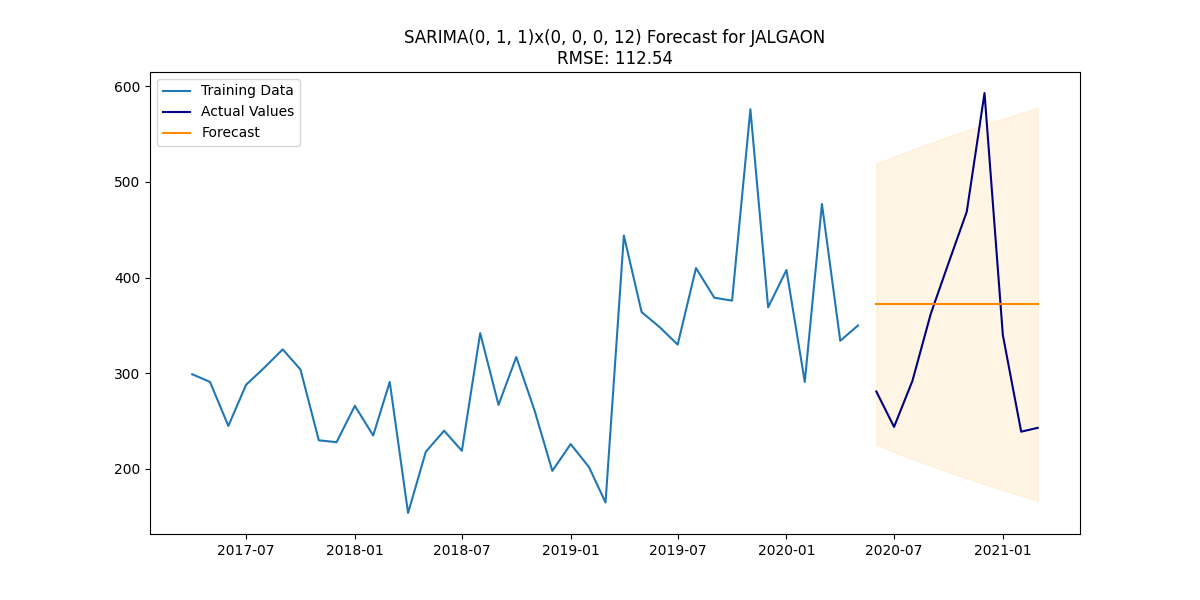 SARIMA(0, 1, 1)x(0, 0, 0, 12) Forecast for JALGAON
RMSE: 112.54
Training Data
Actual Values
Forecast
600
500
400
300
200
2017-07 2018-01 2018-07 2019-01 2019-07 2020-01 2020-07 2021-01